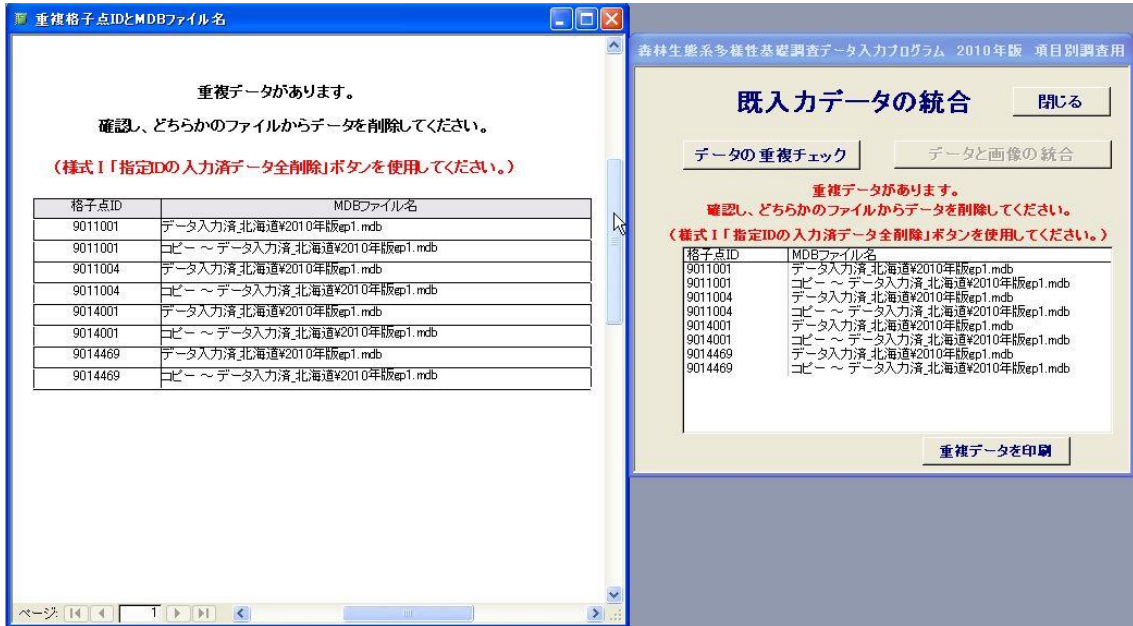 重複格子点IDとMDBファイル名
重複データがあります。
確認し、どちらかのファイルからデータを削除してください。
（様式Ⅰ「指定IDの入力済データ全削除」ボタンを使用してください。）
格子点ID MDBファイル名
9011001 データ入力済_北海道¥2010年版gp1.mdb
9011001 コピー ～ データ入力済_北海道¥2010年版gp1.mdb
9011004 データ入力済_北海道¥2010年版gp1.mdb
9011004 コピー ～ データ入力済_北海道¥2010年版gp1.mdb
9014001 データ入力済_北海道¥2010年版gp1.mdb
9014001 コピー ～ データ入力済_北海道¥2010年版gp1.mdb
9014469 データ入力済_北海道¥2010年版gp1.mdb
9014469 コピー ～ データ入力済_北海道¥2010年版gp1.mdb
ページ: 1
森林生態系多様性基礎調査データ入力プログラム 2010年版 項目別調査用
既入力データの統合 閉じる
データの重複チェック データと画像の統合
重複データがあります。
確認し、どちらかのファイルからデータを削除してください。
（様式Ⅰ「指定IDの入力済データ全削除」ボタンを使用してください。）
格子点ID MDBファイル名
9011001 データ入力済_北海道¥2010年版gp1.mdb
9011001 コピー ～ データ入力済_北海道¥2010年版gp1.mdb
9011004 データ入力済_北海道¥2010年版gp1.mdb
9011004 コピー ～ データ入力済_北海道¥2010年版gp1.mdb
9014001 データ入力済_北海道¥2010年版gp1.mdb
9014001 コピー ～ データ入力済_北海道¥2010年版gp1.mdb
9014469 データ入力済_北海道¥2010年版gp1.mdb
9014469 コピー ～ データ入力済_北海道¥2010年版gp1.mdb
重複データを印刷